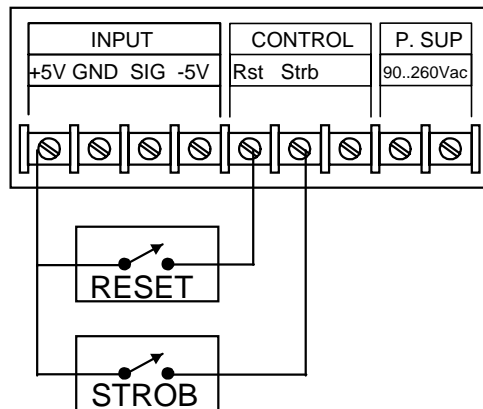 INPUT CONTROL P. SUP
+5V GND SIG -5V Rst Strb 90..260Vac
RESET
STROB